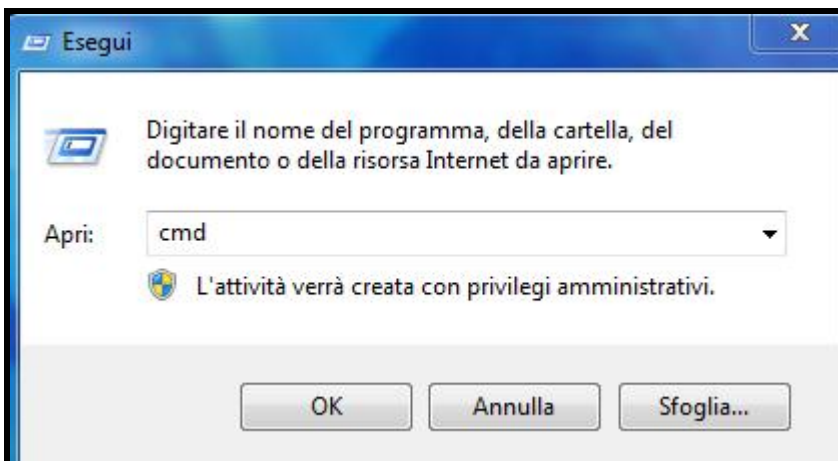 Esegui
Digitare il nome del programma, della cartella, del
documento o della risorsa Internet da aprire.
Apri: cmd
L'attività verrà creata con privilegi amministrativi.
OK Annulla Sfoglia...